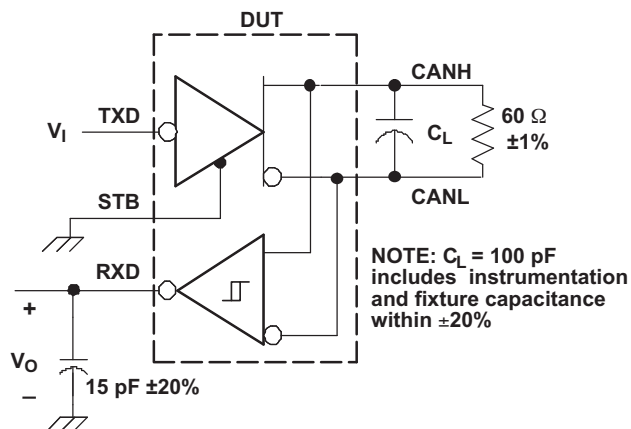 DUT
CANH
TXD
V_I
C_L
60 Ω
±1%
STB
CANL
RXD
NOTE: C_L = 100 pF
includes instrumentation
and fixture capacitance
within ±20%
+
V_O
15 pF ±20%
–